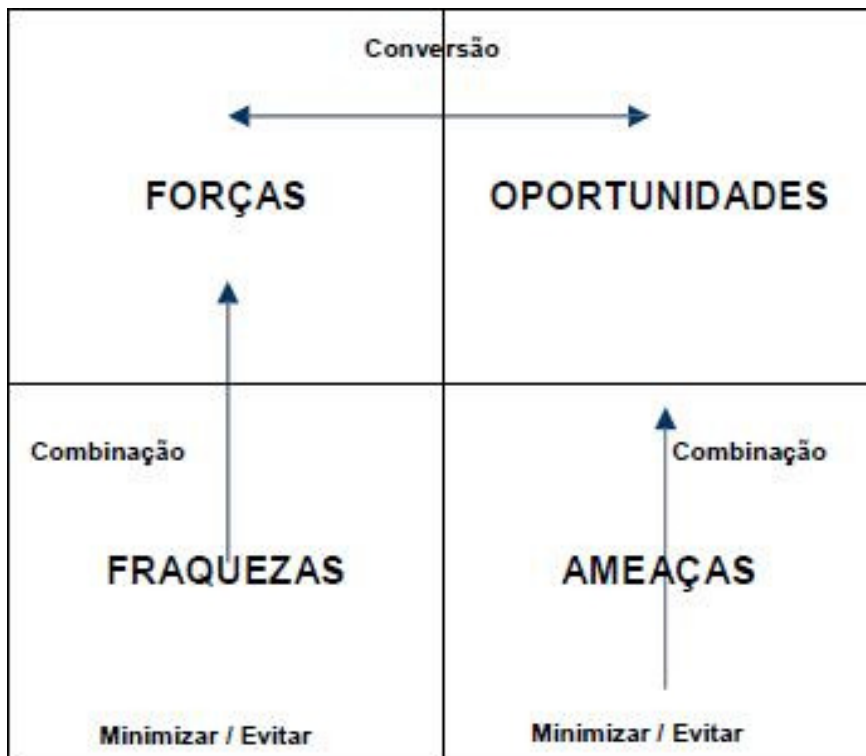 Conversão
FORÇAS
OPORTUNIDADES
Combinação
Combinação
FRAQUEZAS
AMEAÇAS
Minimizar / Evitar
Minimizar / Evitar